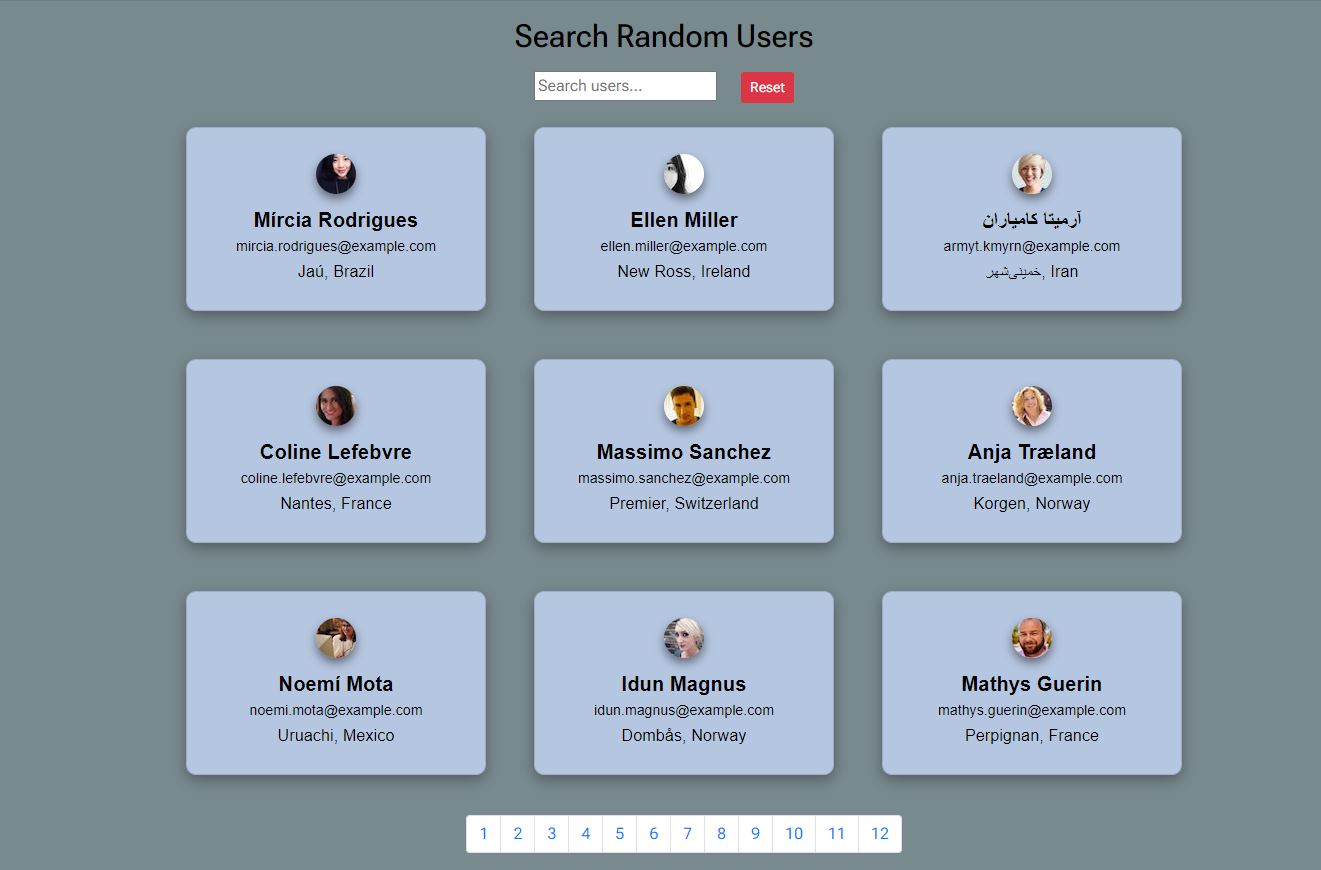 Search Random Users
Search users...
Reset
Mírcia Rodrigues
mircia.rodrigues@example.com
Jaú, Brazil
Ellen Miller
ellen.miller@example.com
New Ross, Ireland
آرمیتا کامیاران
armyt.kmyrn@example.com
خمینی‌شهر, Iran
Coline Lefebvre
coline.lefebvre@example.com
Nantes, France
Massimo Sanchez
massimo.sanchez@example.com
Premier, Switzerland
Anja Træland
anja.traeland@example.com
Korgen, Norway
Noemí Mota
noemi.mota@example.com
Uruachi, Mexico
Idun Magnus
idun.magnus@example.com
Dombås, Norway
Mathys Guerin
mathys.guerin@example.com
Perpignan, France
1 2 3 4 5 6 7 8 9 10 11 12